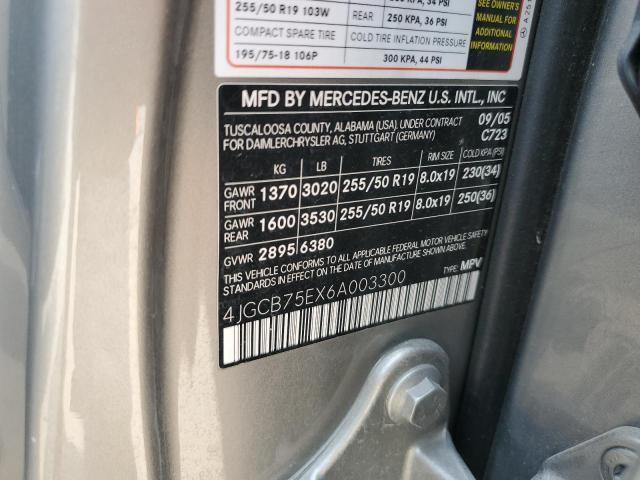 255/50 R19 103W REAR 250 KPA, 36 PSI
COMPACT SPARE TIRE COLD TIRE INFLATION PRESSURE
195/75-18 106P 300 KPA, 44 PSI
SEE OWNER'S
MANUAL FOR
ADDITIONAL
INFORMATION
MFD BY MERCEDES-BENZ U.S. INTL., INC
TUSCALOOSA COUNTY, ALABAMA (USA). UNDER CONTRACT 09/05
FOR DAIMLERCHRYSLER AG, STUTTGART (GERMANY) C723
KG LB TIRES RIM SIZE COLD KPA (PSI)
GAWR FRONT 1370 3020 255/50 R19 8.0x19 230(34)
GAWR REAR 1600 3530 255/50 R19 8.0x19 250(36)
GVWR 2895 6380
THIS VEHICLE CONFORMS TO ALL APPLICABLE FEDERAL MOTOR VEHICLE SAFETY
STANDARDS IN EFFECT ON THE DATE OF MANUFACTURE SHOWN ABOVE.
4JGCB75EX6A003300 TYPE: MPV